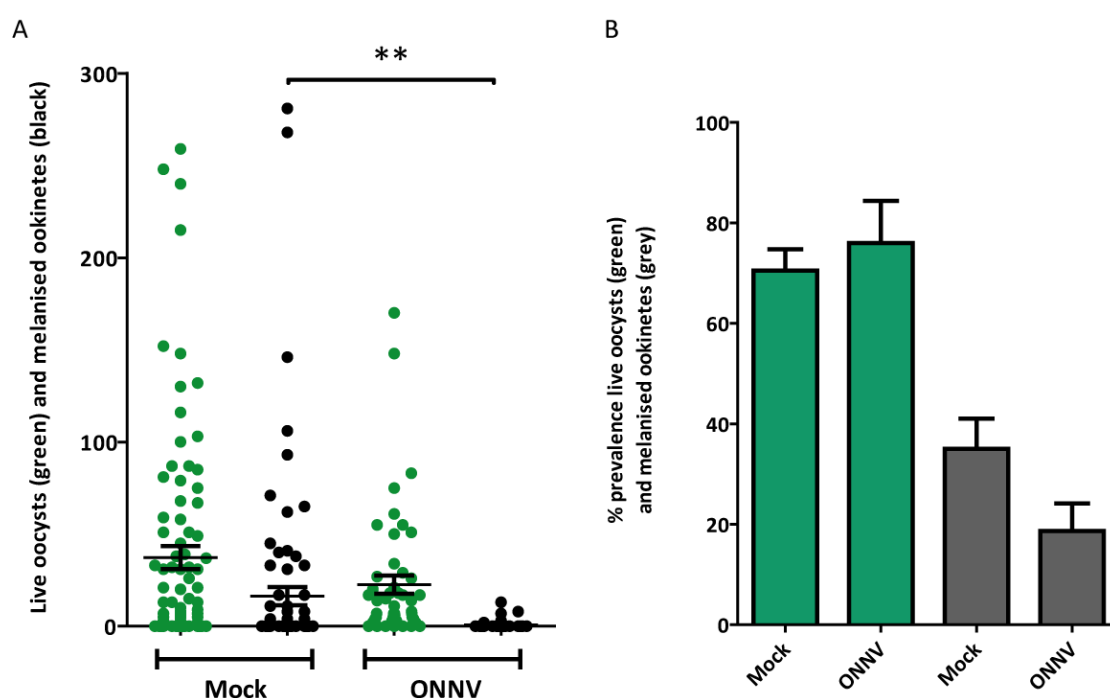 A
Live oocysts (green) and melanised ookinetes (black)
300
200
100
0
**
Mock
ONNV
B
% prevalence live oocysts (green)
and melanised ookinetes (grey)
100
80
60
40
20
0
Mock
ONNV
Mock
ONNV